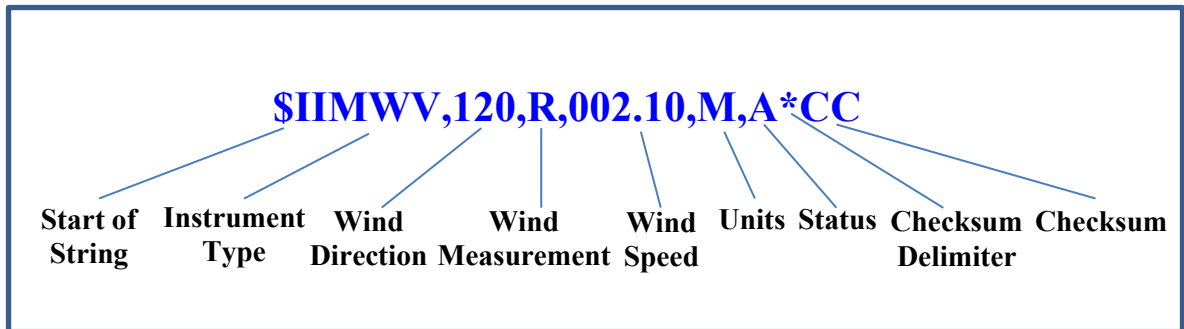 $IIMWV,120,R,002.10,M,A*CC
Start of String
Instrument Type
Wind Direction
Wind Measurement
Wind Speed
Units
Status
Checksum Delimiter
Checksum